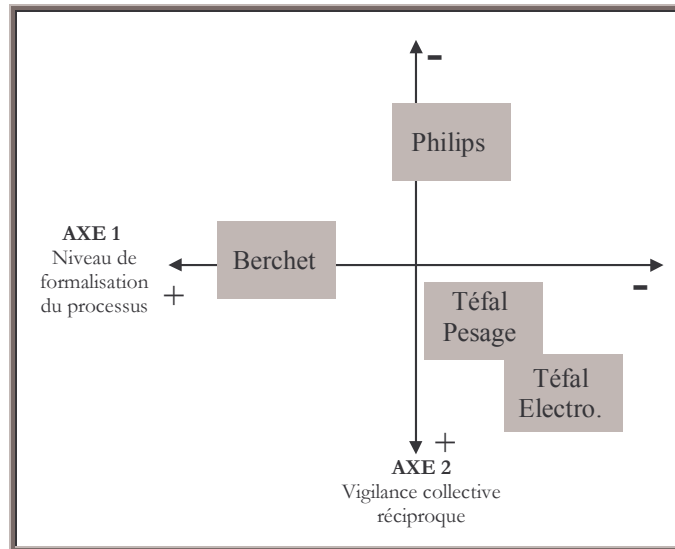 -
Philips
AXE 1
Niveau de
formalisation
du processus
+
Berchet
-
Téfal
Pesage
Téfal
Electro.
+
AXE 2
Vigilance collective
réciproque